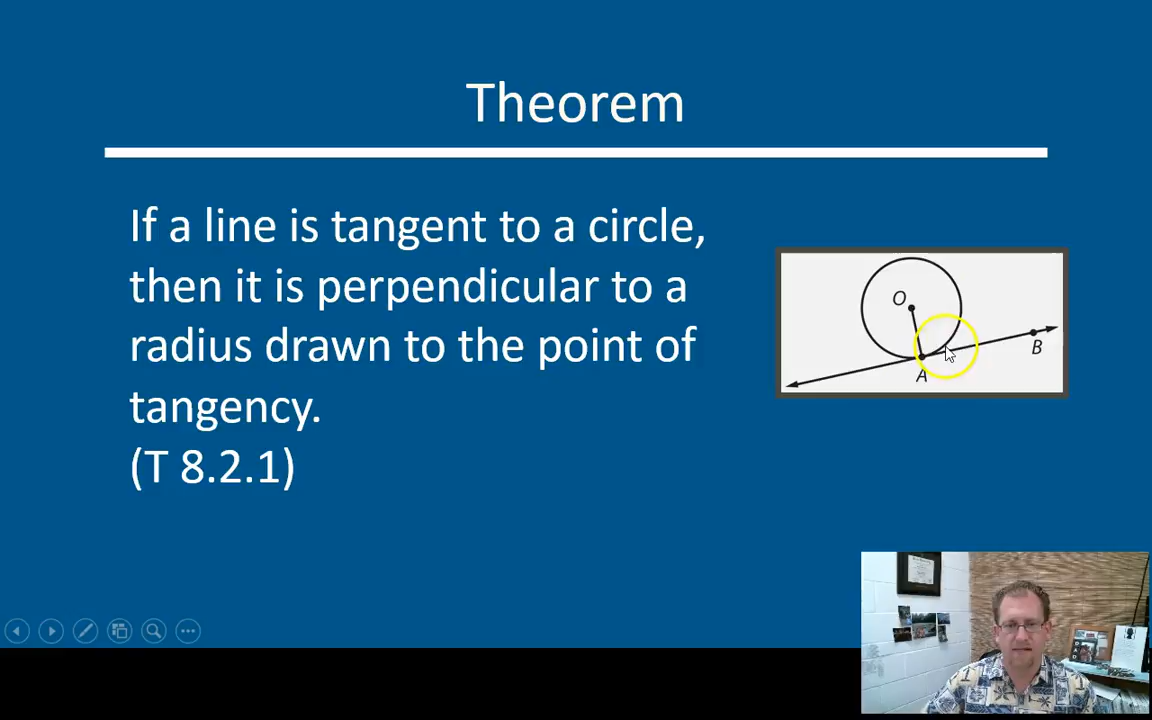 Theorem
If a line is tangent to a circle,
then it is perpendicular to a
radius drawn to the point of
tangency.
(T 8.2.1)
O
B
A